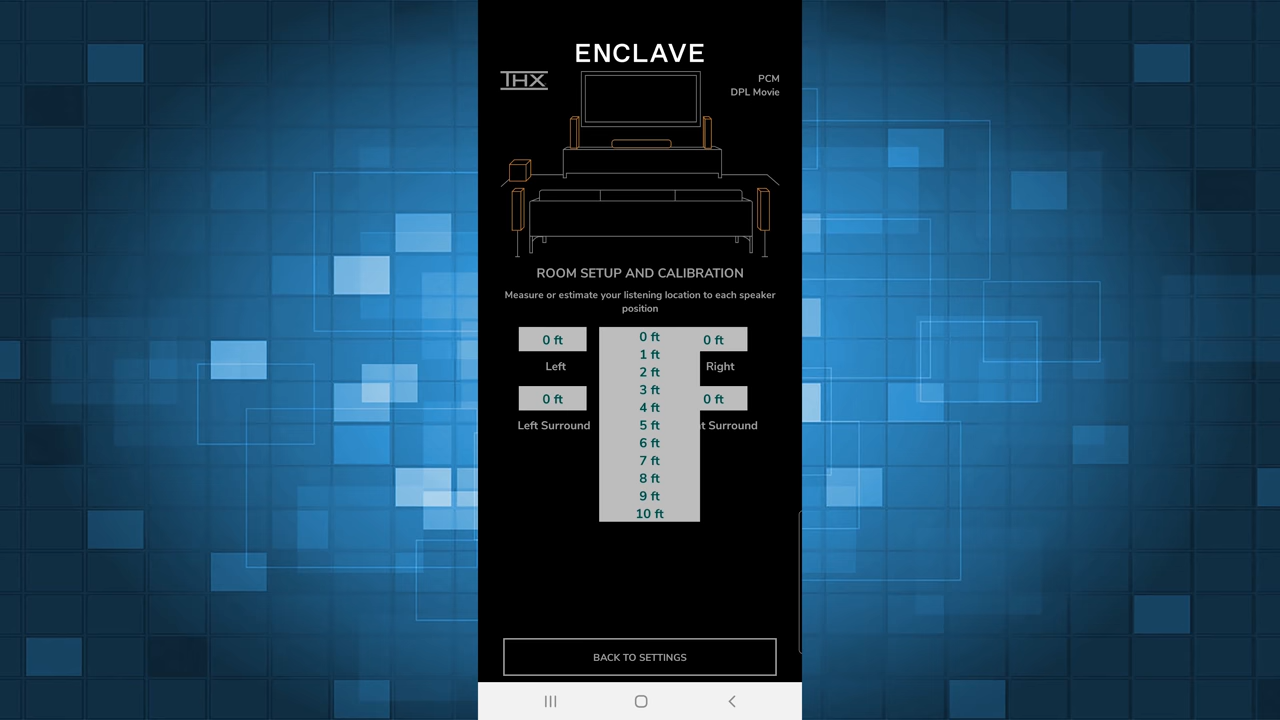 ENCLAVE
THX
PCM
DPL Movie
ROOM SETUP AND CALIBRATION
Measure or estimate your listening location to each speaker
position
0 ft
Left
0 ft
Left Surround
0 ft
1 ft
2 ft
3 ft
4 ft
5 ft
6 ft
7 ft
8 ft
9 ft
10 ft
0 ft
Right
0 ft
t Surround
BACK TO SETTINGS